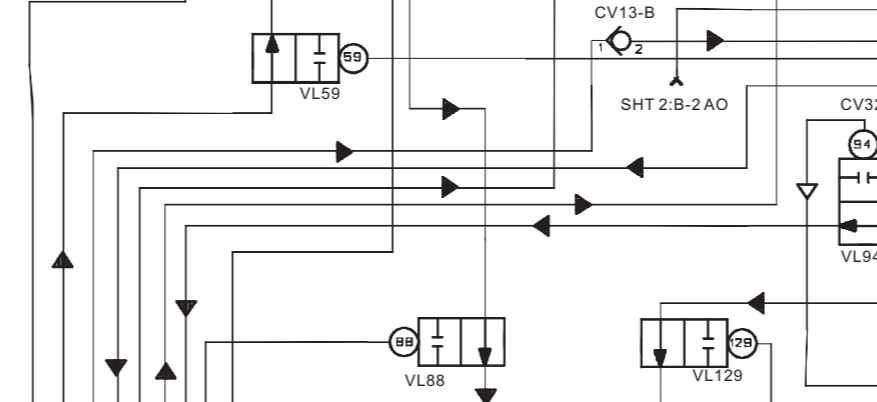 CV13-B
1
2
59
VL59
SHT 2:B-2 AO
CV32
94
VL94
88
VL88
129
VL129